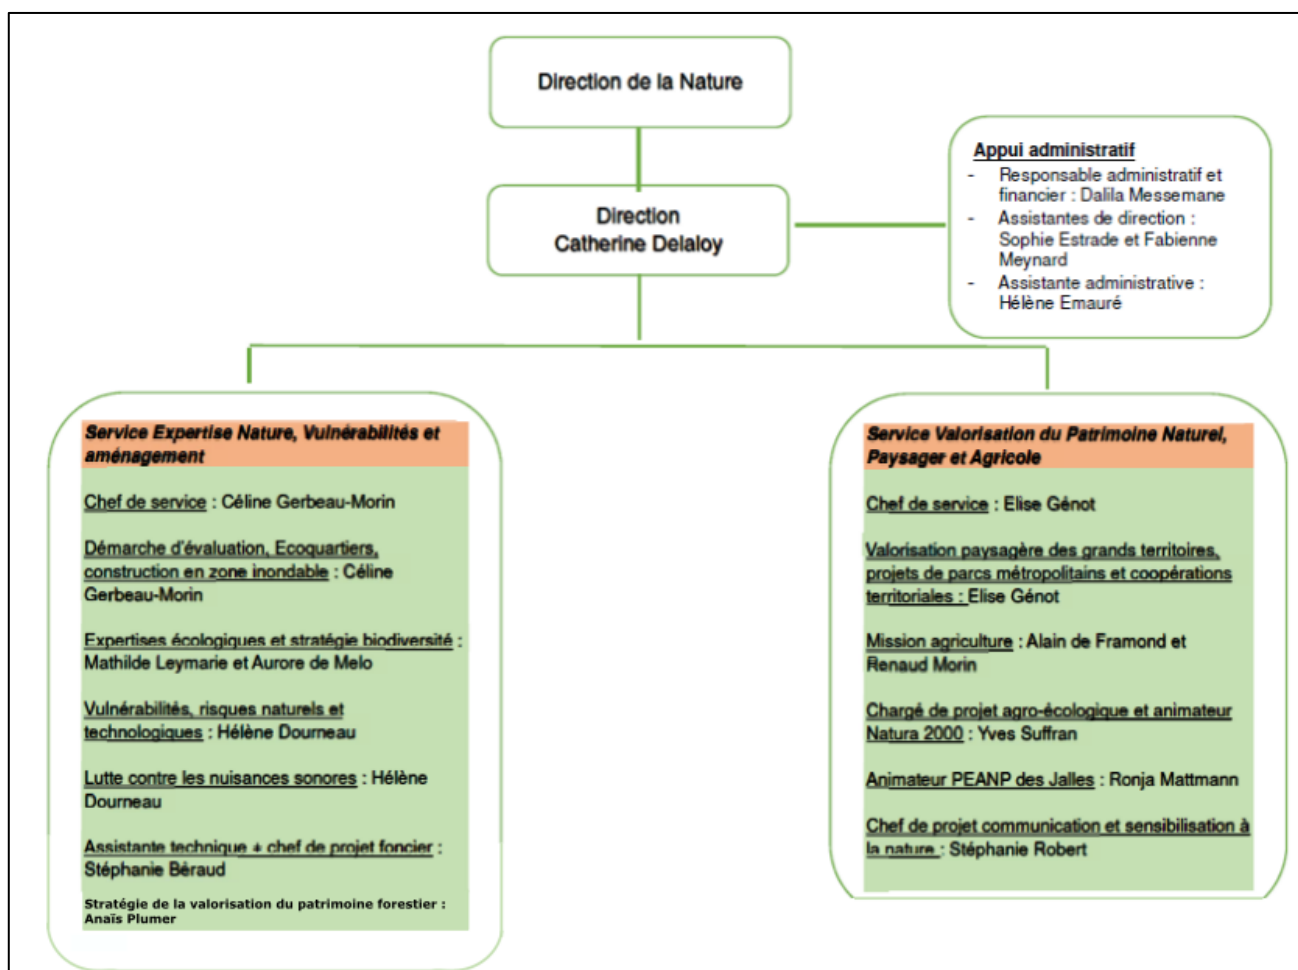 Direction de la Nature
Appui administratif
- Responsable administratif et
financier : Dalila Messemane
- Assistantes de direction :
Sophie Estrade et Fabienne
Meynard
- Assistante administrative :
Hélène Emauré
Direction
Catherine Delaloy
Service Expertise Nature, Vulnérabilités et
aménagement
Chef de service : Céline Gerbeau-Morin
Démarche d'évaluation, Ecoquartiers,
construction en zone inondable : Céline
Gerbeau-Morin
Expertises écologiques et stratégie biodiversité :
Mathilde Leymarie et Aurore de Melo
Vulnérabilités, risques naturels et
technologiques : Hélène Dourneau
Lutte contre les nuisances sonores : Hélène
Dourneau
Assistante technique + chef de projet foncier :
Stéphanie Béraud
Stratégie de la valorisation du patrimoine forestier :
Anaïs Plumer
Service Valorisation du Patrimoine Naturel,
Paysager et Agricole
Chef de service : Elise Génot
Valorisation paysagère des grands territoires,
projets de parcs métropolitains et coopérations
territoriales : Elise Génot
Mission agriculture : Alain de Framond et
Renaud Morin
Chargé de projet agro-écologique et animateur
Natura 2000 : Yves Suffran
Animateur PEANP des Jalles : Ronja Mattmann
Chef de projet communication et sensibilisation à
la nature : Stéphanie Robert